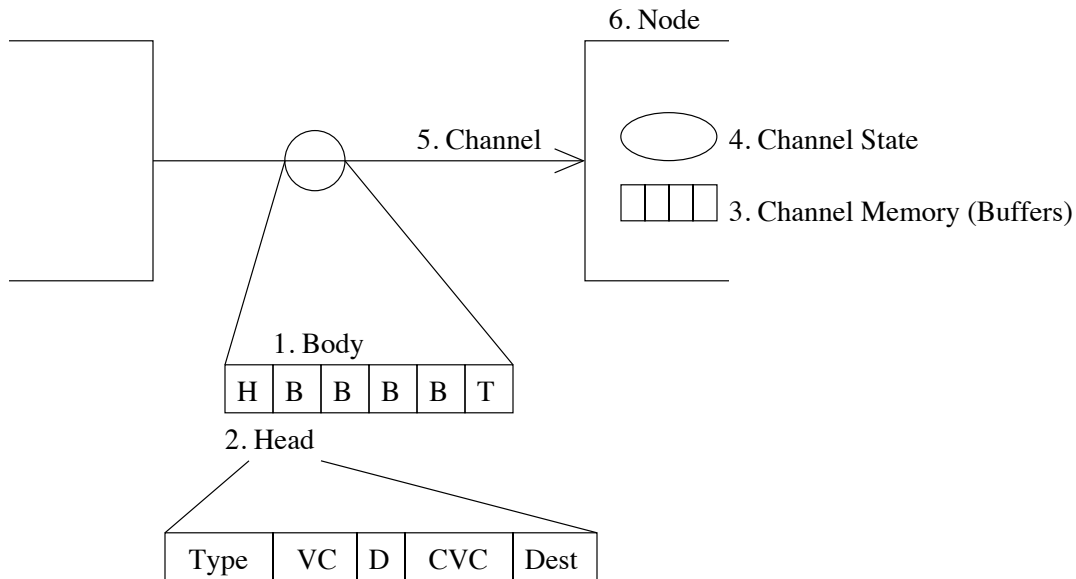 6. Node
5. Channel
4. Channel State
3. Channel Memory (Buffers)
1. Body
H B B B B T
2. Head
Type VC D CVC Dest